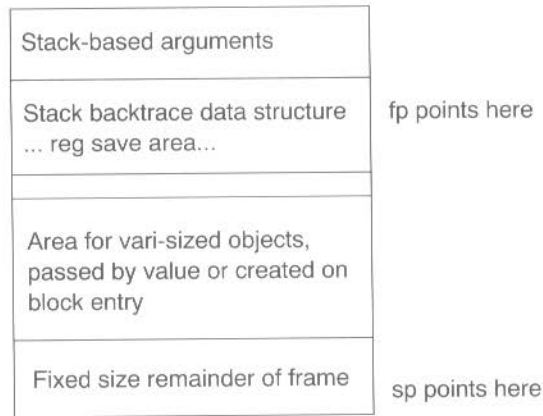 Stack-based arguments
Stack backtrace data structure
... reg save area...
fp points here
Area for vari-sized objects,
passed by value or created on
block entry
Fixed size remainder of frame
sp points here